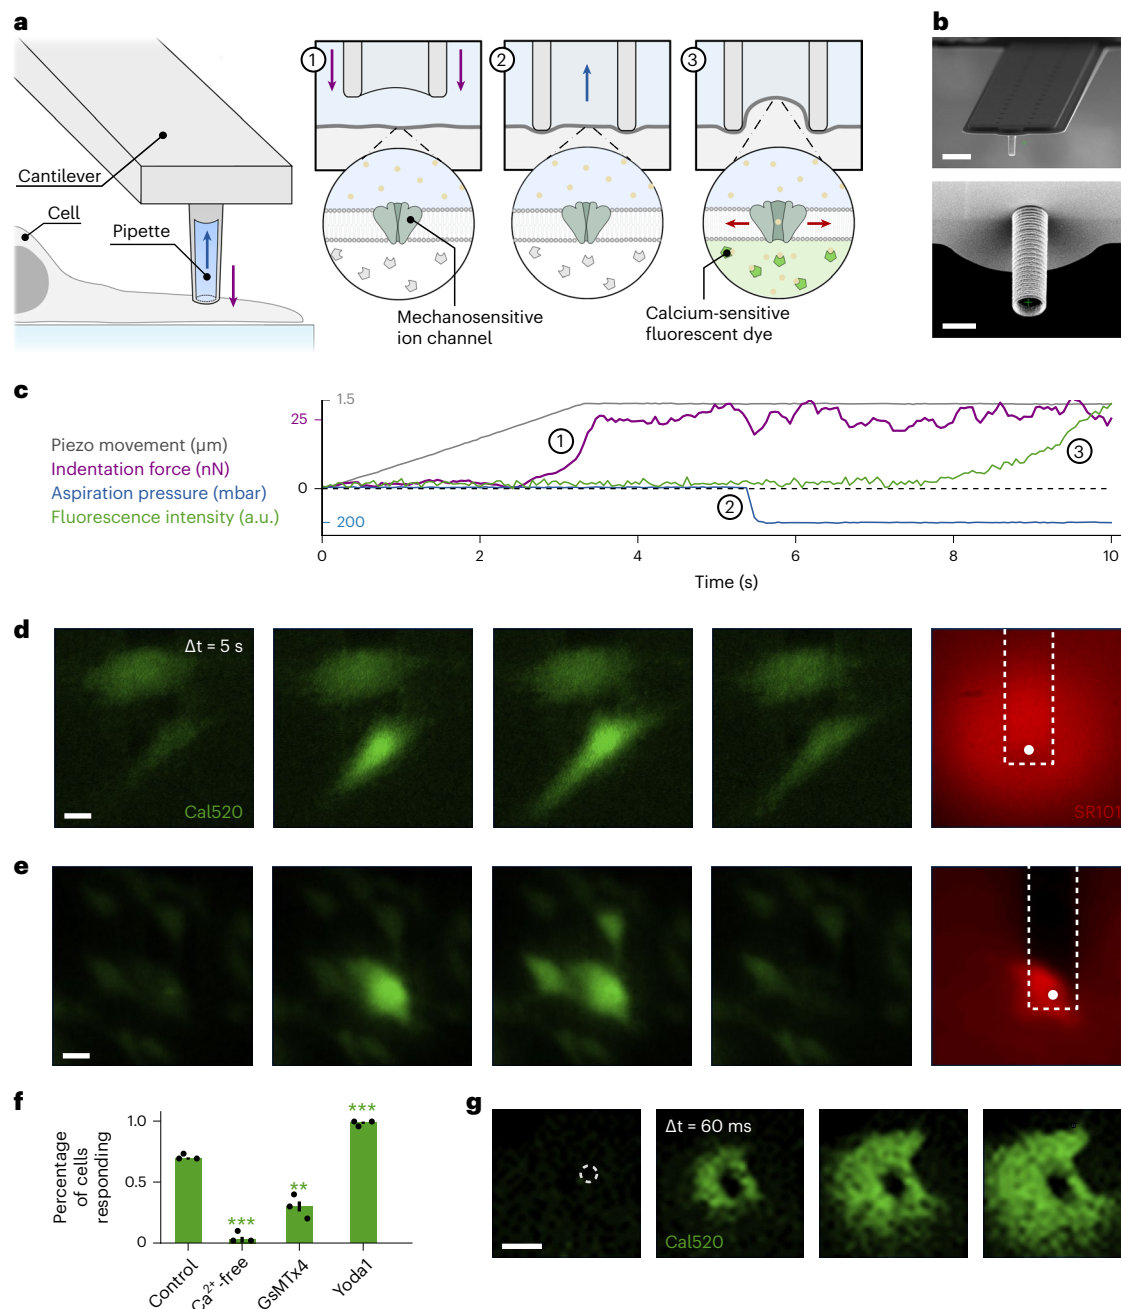 a
Cantilever
Cell
Pipette
1
2
3
Mechanosensitive
ion channel
Calcium-sensitive
fluorescent dye
b
c
Piezo movement (µm)
Indentation force (nN)
Aspiration pressure (mbar)
Fluorescence intensity (a.u.)
1.5
25
0
200
1
2
3
0 2 4 6 8 10
Time (s)
d
Δt = 5 s
Cal520
SR101
e
f
Percentage
of cells
responding
1.0
0.5
0
***
**
***
Control
Ca2+-free
GsMTx4
Yoda1
g
Δt = 60 ms
Cal520